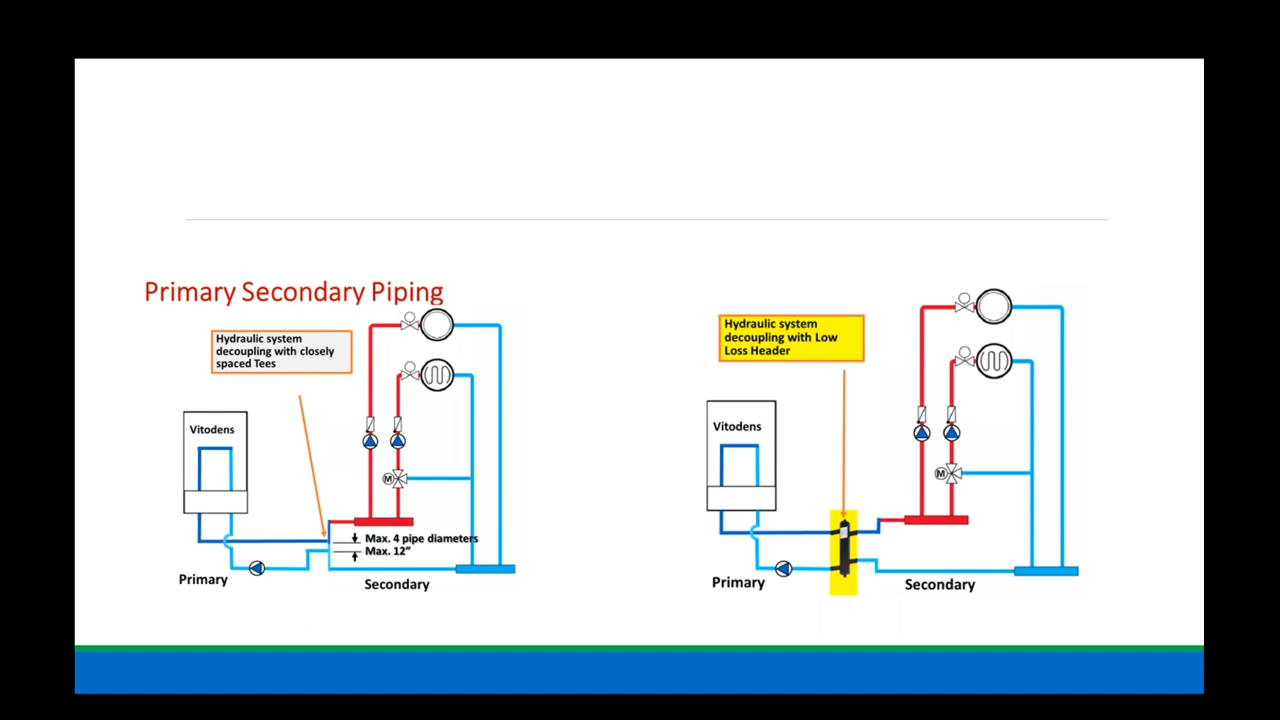 Primary Secondary Piping
Hydraulic system
decoupling with closely
spaced Tees
Vitodens
M
Max. 4 pipe diameters
Max. 12”
Primary
Secondary
Hydraulic system
decoupling with Low
Loss Header
Vitodens
M
Primary
Secondary